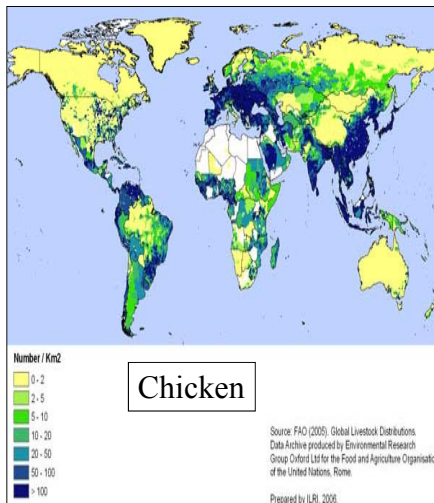 Number / Km2
0 - 2
2 - 5
5 - 10
10 - 20
20 - 50
50 - 100
> 100
Chicken
Source: FAO (2005). Global Livestock Distributions.
Data Archive produced by Environmental Research
Group Oxford Ltd for the Food and Agriculture Organisatio
of the United Nations, Rome.
Prepared by ILRI, 2006.